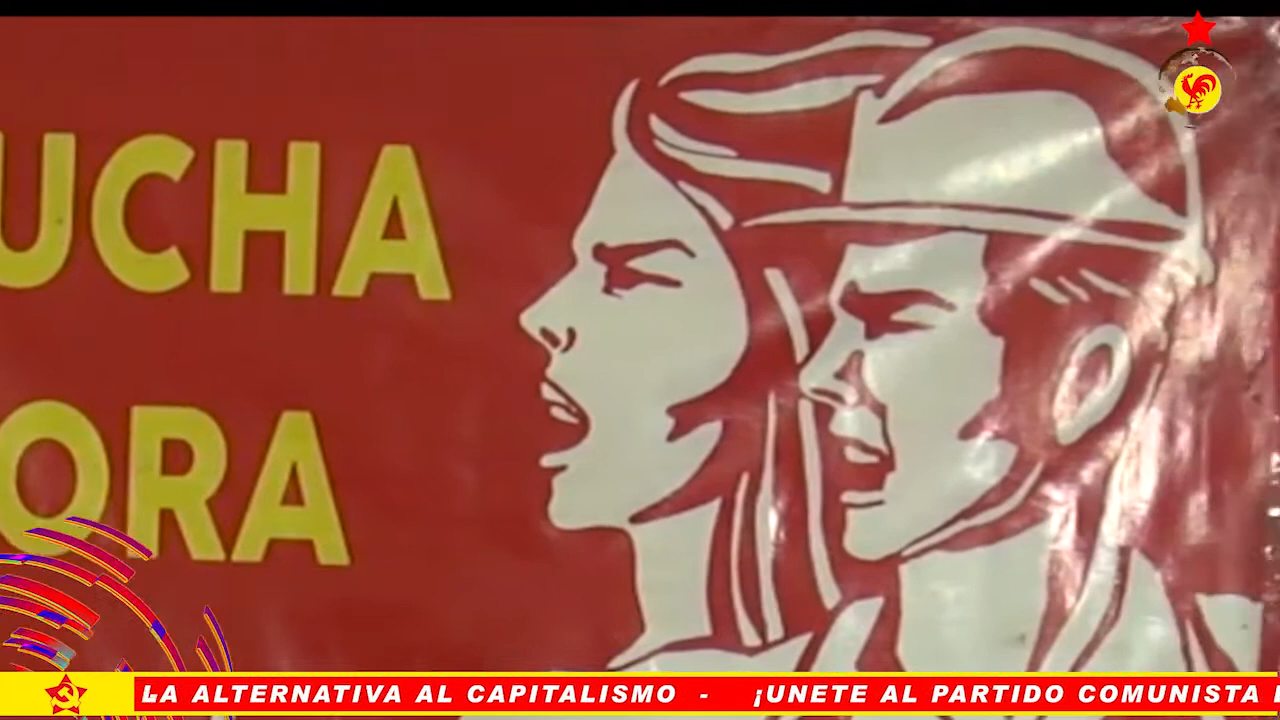 UCHA
ORA
LA ALTERNATIVA AL CAPITALISMO - ¡UNETE AL PARTIDO COMUNISTA